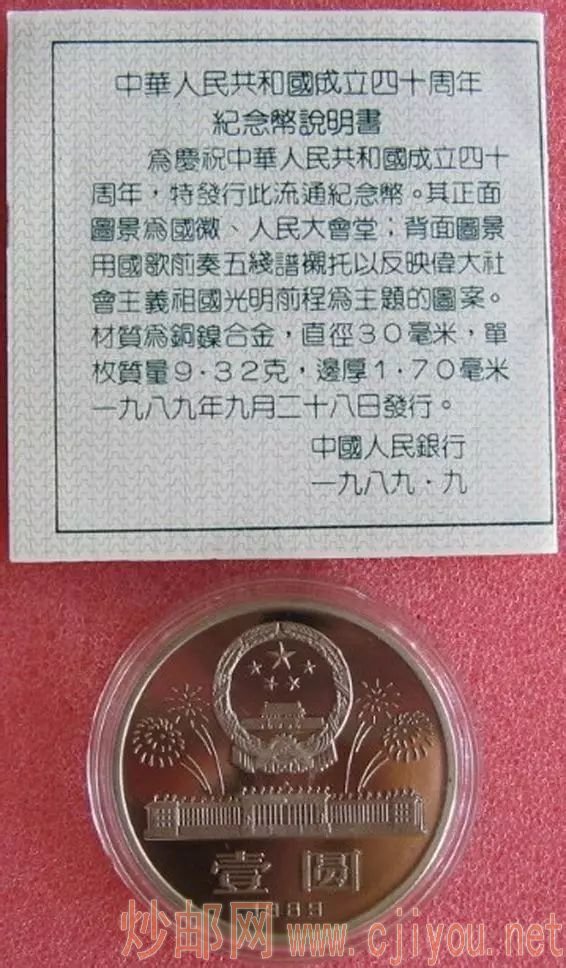 中華人民共和國成立四十周年
紀念幣說明書
爲慶祝中華人民共和國成立四十
周年，特發行此流通紀念幣。其正面
圖景爲國徽、人民大會堂；背面圖景
用國歌前奏五綫譜襯托以反映偉大社
會主義祖國光明前程爲主題的圖案。
材質爲銅鎳合金，直徑30毫米，單
枚質量9·32克，邊厚1·70毫米
一九八九年九月二十八日發行。
中國人民銀行
一九八九·九
壹圓
1989
炒邮网 www.cjiyou.net